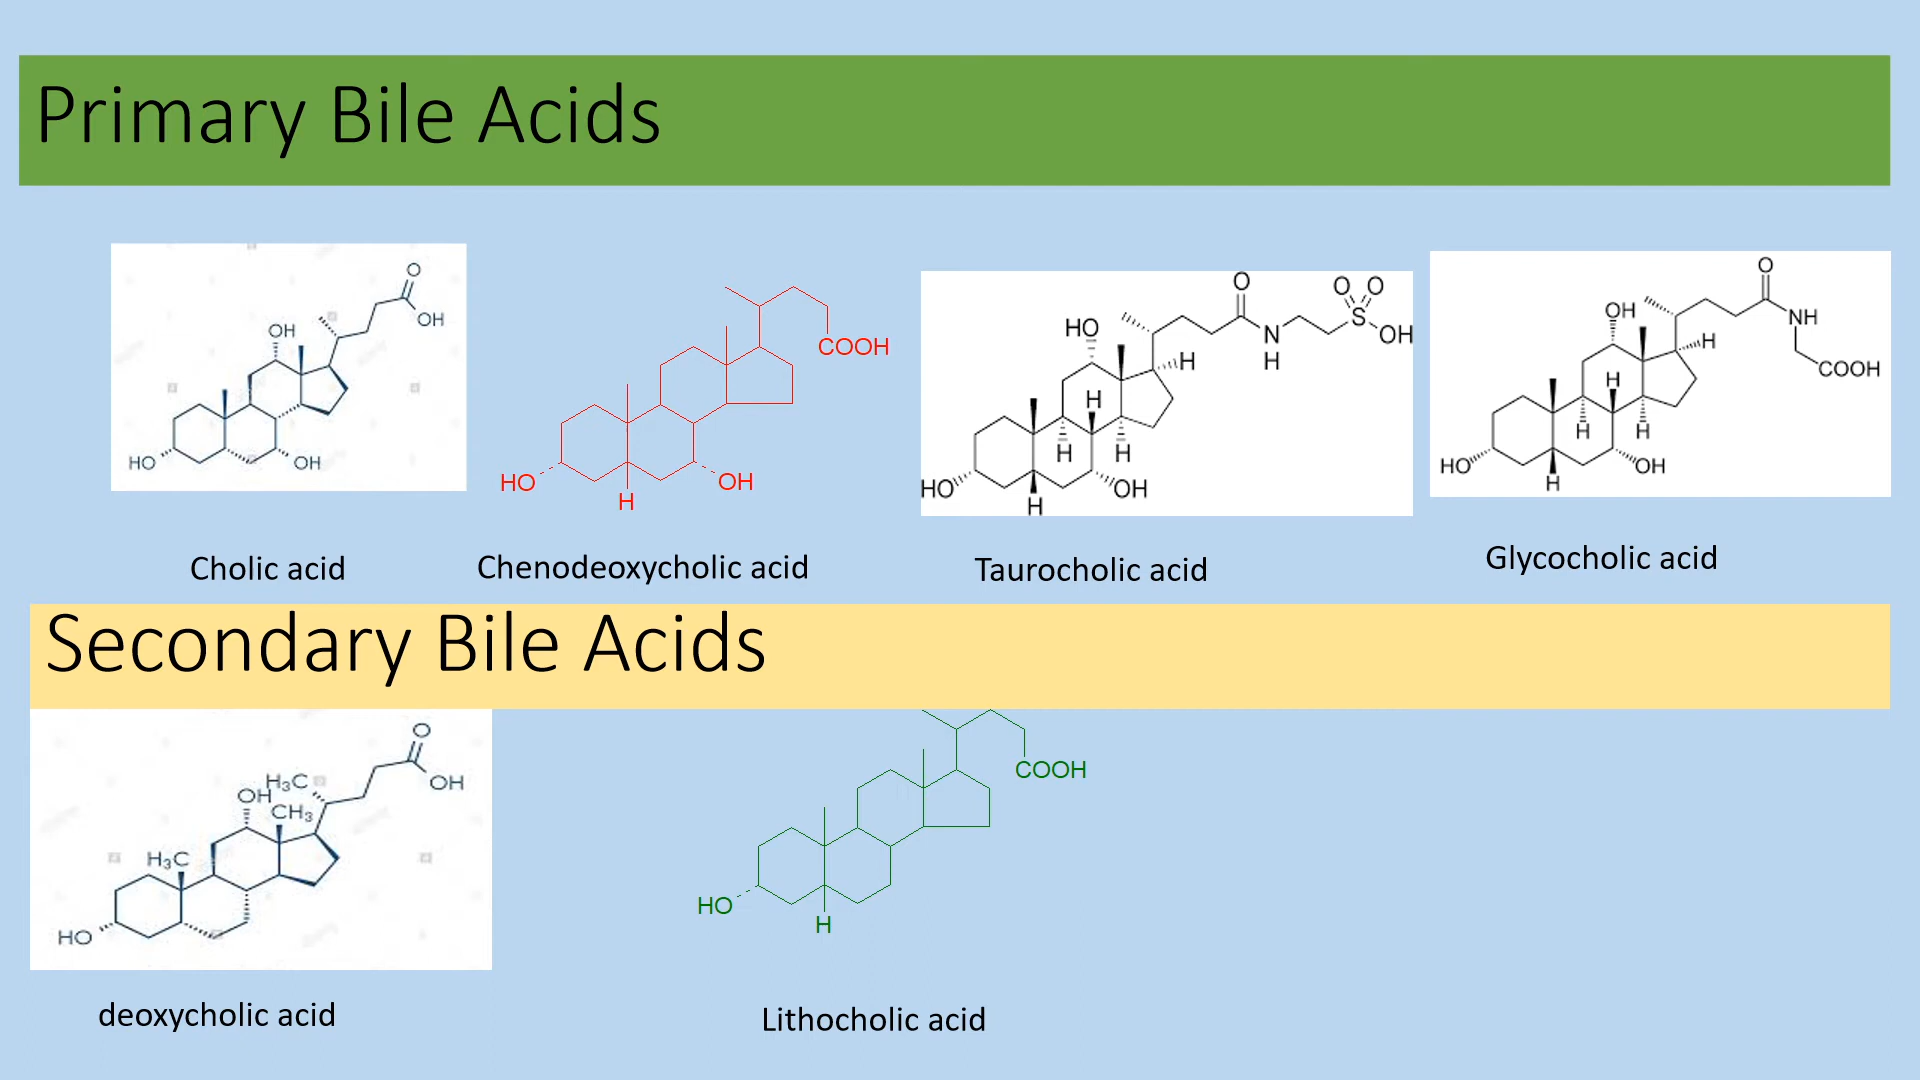 Primary Bile Acids
O
OH
OH
HO
OH
COOH
HO
OH
H
O
O O
S
OH
N
H
HO
H
H
H
H
HO
OH
H
O
NH
COOH
OH
H
H
H
H
HO
OH
H
Cholic acid
Chenodeoxycholic acid
Taurocholic acid
Glycocholic acid
Secondary Bile Acids
O
OH
H₃C
OH
CH₃
H₃C
HO
COOH
HO
H
deoxycholic acid
Lithocholic acid